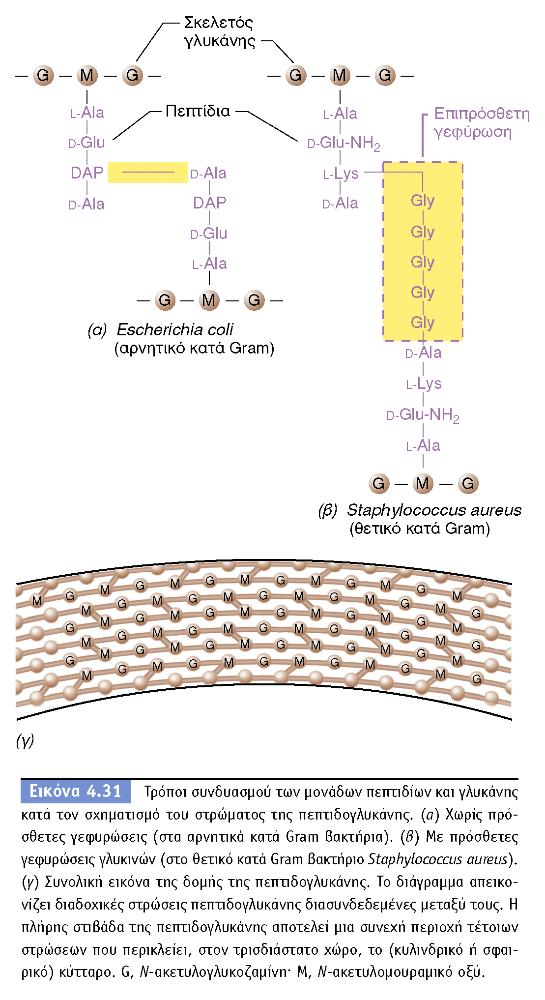 Σκελετός
γλυκάνης
G M G
G M G
L-Ala
D-Glu
DAP
D-Ala
D-Ala
DAP
D-Glu
L-Ala
G M G
Πεπτίδια
L-Ala
D-Glu-NH2
L-Lys
D-Ala
Επιπρόσθετη
γεφύρωση
Gly
Gly
Gly
Gly
Gly
D-Ala
L-Lys
D-Glu-NH2
L-Ala
G M G
(α) Escherichia coli
(αρνητικό κατά Gram)
(β) Staphylococcus aureus
(θετικό κατά Gram)
M G M G M G M G M G M G M
G M G M G M G M G M G
M G M G M G M G M G M G
G M G M G M G M G M G M
M G M G M G M G M G M G
G M G M G M G M G M
M G M G M G M G M G M G
(γ)
Εικόνα 4.31 Τρόποι συνδυασμού των μονάδων πεπτιδίων και γλυκάνης
κατά τον σχηματισμό του στρώματος της πεπτιδογλυκάνης. (α) Χωρίς πρό-
σθετες γεφυρώσεις (στα αρνητικά κατά Gram βακτήρια). (β) Με πρόσθετες
γεφυρώσεις γλυκινών (στο θετικό κατά Gram βακτήριο Staphylococcus aureus).
(γ) Συνολική εικόνα της δομής της πεπτιδογλυκάνης. Το διάγραμμα απεικο-
νίζει διαδοχικές στρώσεις πεπτιδογλυκάνης διασυνδεδεμένες μεταξύ τους. Η
πλήρης στιβάδα της πεπτιδογλυκάνης αποτελεί μια συνεχή περιοχή τέτοιων
στρώσεων που περικλείει, στον τρισδιάστατο χώρο, το (κυλινδρικό ή σφαι-
ρικό) κύτταρο. G, N-ακετυλογλυκοζαμίνη· M, N-ακετυλομουραμικό οξύ.